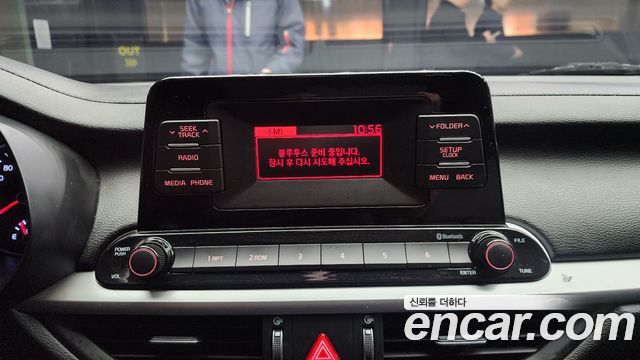 OUT
SEEK
TRACK
RADIO
MEDIA PHONE
10:56
블루투스 준비 중입니다.
잠시 후 다시 시도해 주십시오.
FOLDER
SETUP
CLOCK
MENU BACK
POWER
PUSH
VOL
1 RPT 2 RDM 3 4 5 6
Bluetooth
ENTER
FILE
TUNE
80
신뢰를 더하다
encar.com